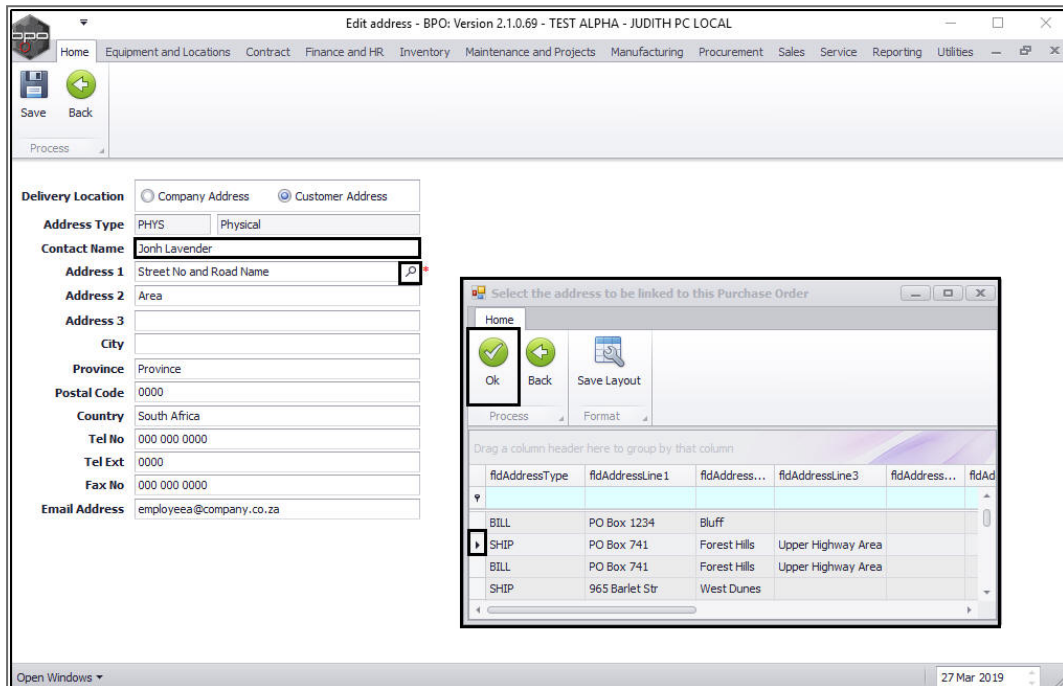 Edit address - BPO: Version 2.1.0.69 - TEST ALPHA - JUDITH PC LOCAL
bpo
Home Equipment and Locations Contract Finance and HR Inventory Maintenance and Projects Manufacturing Procurement Sales Service Reporting Utilities
Save Back
Process
Delivery Location Company Address Customer Address
Address Type PHYS Physical
Contact Name Jonh Lavender
Address 1 Street No and Road Name *
Address 2 Area
Address 3
City
Province Province
Postal Code 0000
Country South Africa
Tel No 000 000 0000
Tel Ext 0000
Fax No 000 000 0000
Email Address employeea@company.co.za
Select the address to be linked to this Purchase Order
Home
Ok Back Save Layout
Process Format
Drag a column header here to group by that column
fldAddressType fldAddressLine1 fldAddress... fldAddressLine3 fldAddress... fldAd
BILL PO Box 1234 Bluff
SHIP PO Box 741 Forest Hills Upper Highway Area
BILL PO Box 741 Forest Hills Upper Highway Area
SHIP 965 Barlet Str West Dunes
Open Windows 27 Mar 2019